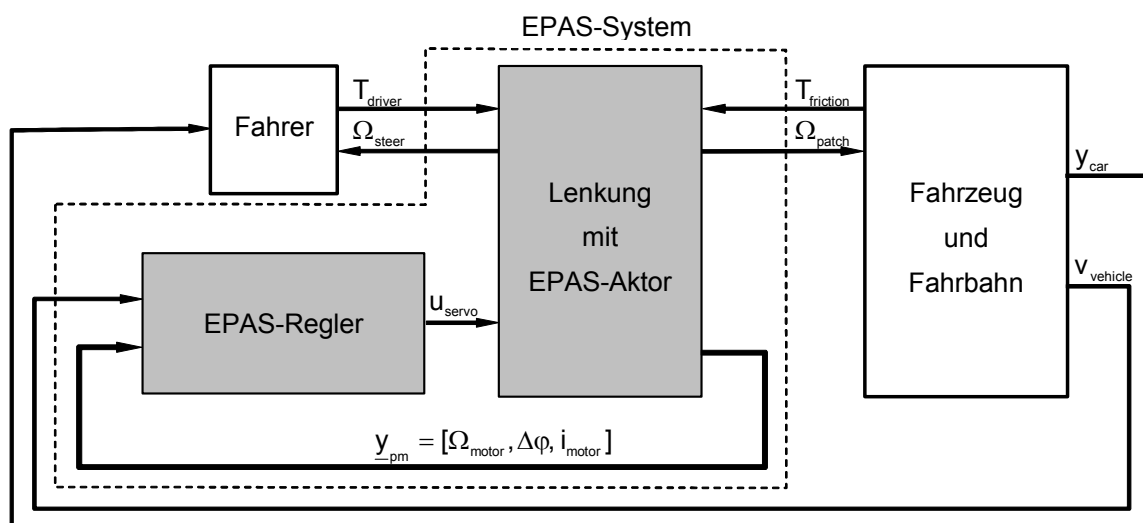 EPAS-System
T_driver
Fahrer
Ω_steer
T_friction
Ω_patch
Lenkung
mit
EPAS-Aktor
Fahrzeug
und
Fahrbahn
y_car
v_vehicle
EPAS-Regler
u_servo
y_pm = [Ω_motor, Δφ, i_motor]